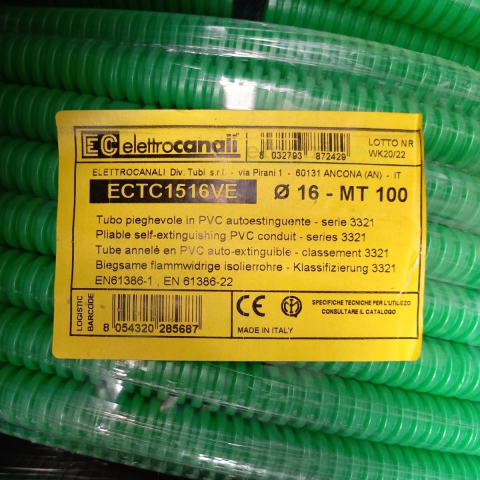 EC elettrocanali
8 032793 872429
LOTTO NR
WK20/22
ELETTROCANALI Div. Tubi s.r.l. - via Pirani 1 - 60131 ANCONA (AN) - IT
ECTC1516VE Ø 16 - MT 100
Tubo pieghevole in PVC autoestinguente - serie 3321
Pliable self-extinguishing PVC conduit - series 3321
Tube annelé en PVC auto-extinguible - classement 3321
Biegsame flammwidrige isolierrohre - Klassifizierung 3321
EN61386-1 , EN 61386-22
LOGISTIC
BARCODE
8 054320 285687
CE
MADE IN ITALY
SPECIFICHE TECNICHE PER L'UTILIZZO
CONSULTARE IL CATALOGO